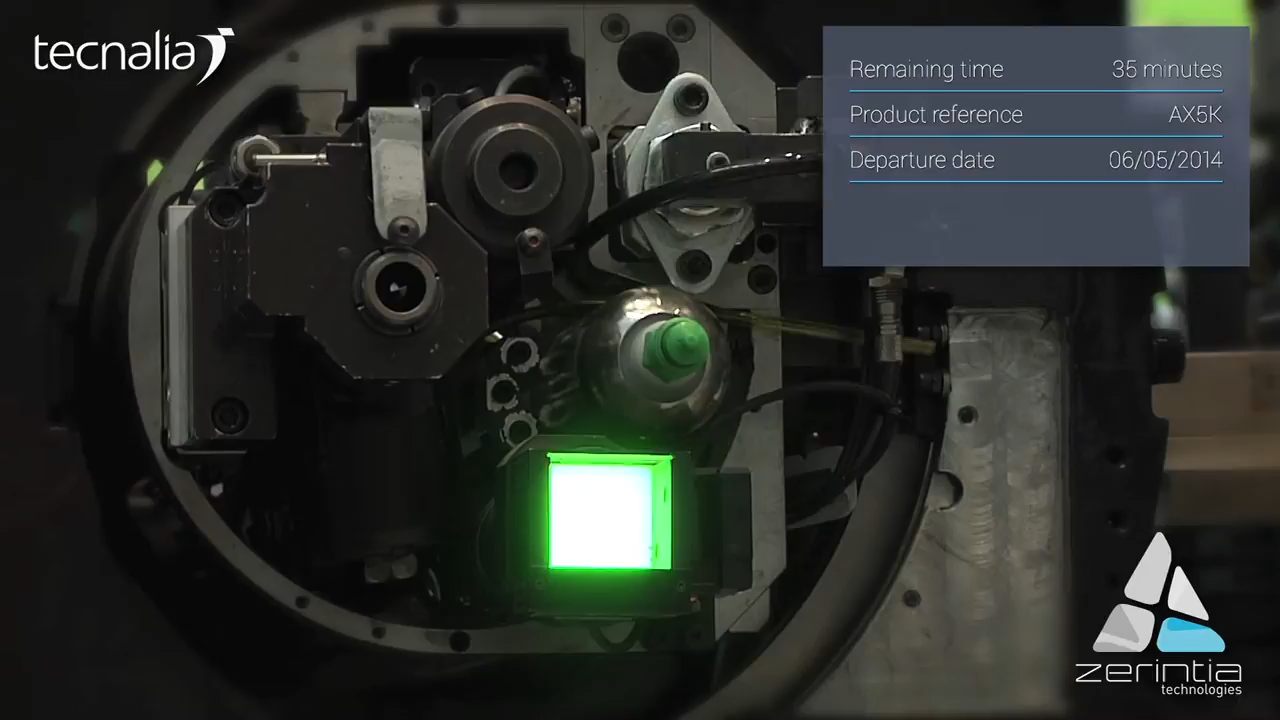 tecnalia
Remaining time 35 minutes
Product reference AX5K
Departure date 06/05/2014
zerintia
technologies